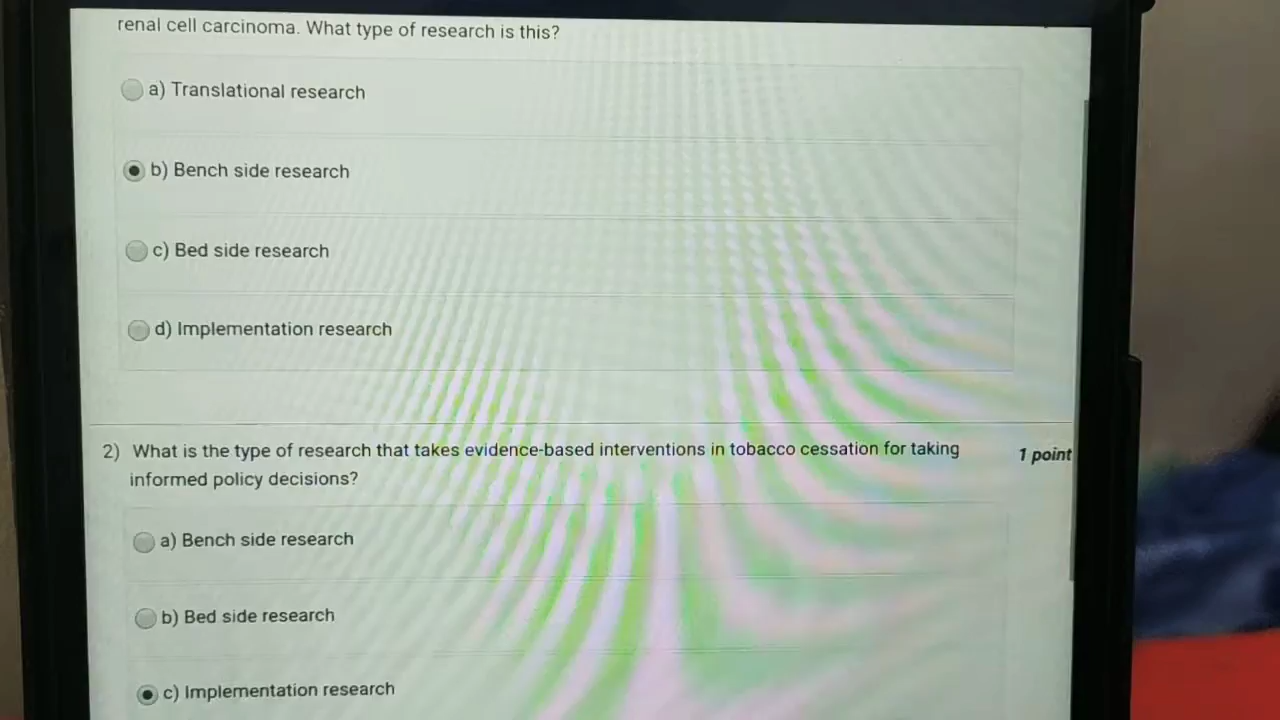 renal cell carcinoma. What type of research is this?
a) Translational research
b) Bench side research
c) Bed side research
d) Implementation research
2) What is the type of research that takes evidence-based interventions in tobacco cessation for taking 1 point
informed policy decisions?
a) Bench side research
b) Bed side research
c) Implementation research